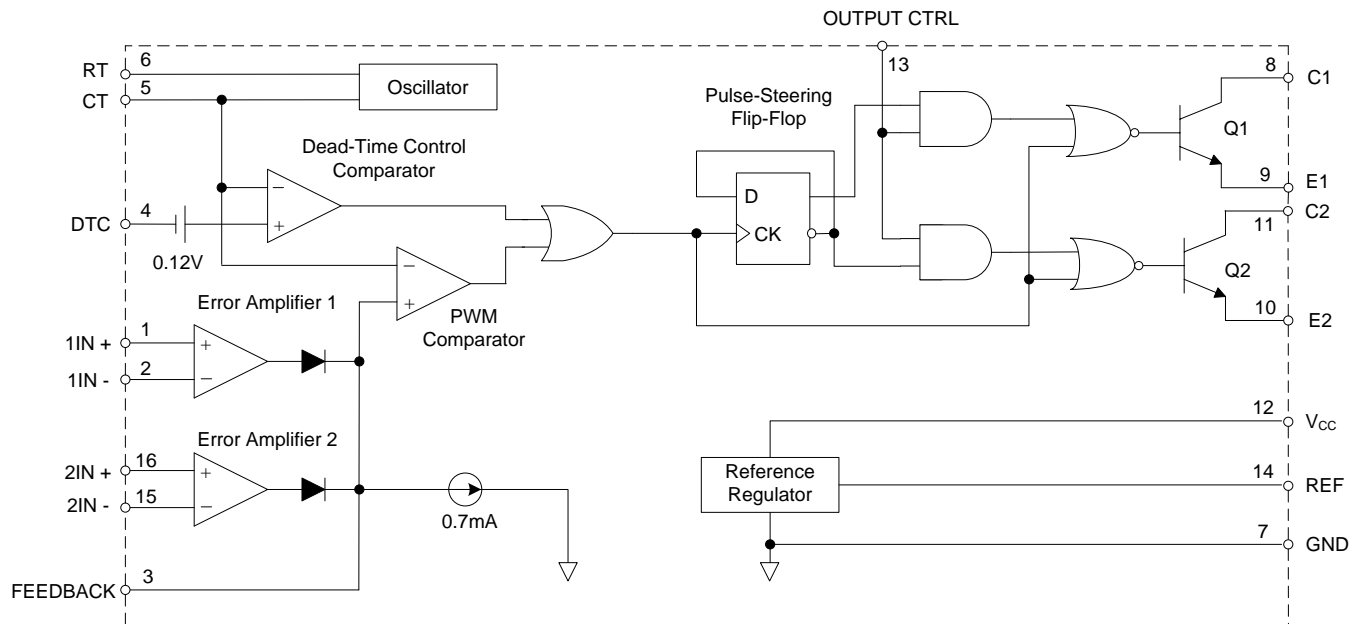 OUTPUT CTRL
13
RT
6
CT
5
Oscillator
Dead-Time Control
Comparator
DTC
4
0.12V
−
+
Pulse-Steering
Flip-Flop
D
CK
8
C1
Q1
9
E1
C2
11
Q2
10
E2
−
+
PWM
Comparator
Error Amplifier 1
1IN +
1
1IN -
2
+
−
Error Amplifier 2
2IN +
16
2IN -
15
+
−
0.7mA
FEEDBACK
3
12
VCC
Reference
Regulator
14
REF
7
GND